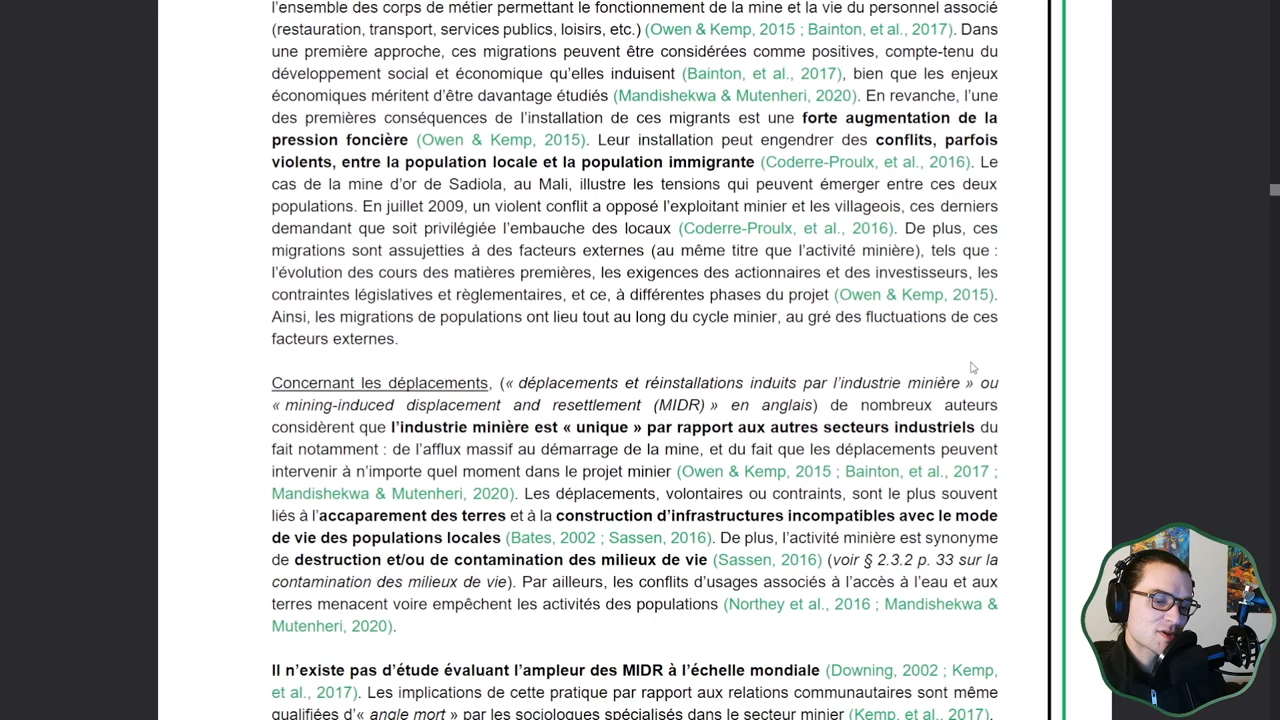 l'ensemble des corps de métier permettant le fonctionnement de la mine et la vie du personnel associé
(restauration, transport, services publics, loisirs, etc.) (Owen & Kemp, 2015 ; Bainton, et al., 2017). Dans
une première approche, ces migrations peuvent être considérées comme positives, compte-tenu du
développement social et économique qu'elles induisent (Bainton, et al., 2017), bien que les enjeux
économiques méritent d'être davantage étudiés (Mandishekwa & Mutenheri, 2020). En revanche, l'une
des premières conséquences de l'installation de ces migrants est une forte augmentation de la
pression foncière (Owen & Kemp, 2015). Leur installation peut engendrer des conflits, parfois
violents, entre la population locale et la population immigrante (Coderre-Proulx, et al., 2016). Le
cas de la mine d'or de Sadiola, au Mali, illustre les tensions qui peuvent émerger entre ces deux
populations. En juillet 2009, un violent conflit a opposé l'exploitant minier et les villageois, ces derniers
demandant que soit privilégiée l'embauche des locaux (Coderre-Proulx, et al., 2016). De plus, ces
migrations sont assujetties à des facteurs externes (au même titre que l'activité minière), tels que :
l'évolution des cours des matières premières, les exigences des actionnaires et des investisseurs, les
contraintes législatives et règlementaires, et ce, à différentes phases du projet (Owen & Kemp, 2015).
Ainsi, les migrations de populations ont lieu tout au long du cycle minier, au gré des fluctuations de ces
facteurs externes.
Concernant les déplacements, (« déplacements et réinstallations induits par l'industrie minière » ou
« mining-induced displacement and resettlement (MIDR) » en anglais) de nombreux auteurs
considèrent que l'industrie minière est « unique » par rapport aux autres secteurs industriels du
fait notamment : de l'afflux massif au démarrage de la mine, et du fait que les déplacements peuvent
intervenir à n'importe quel moment dans le projet minier (Owen & Kemp, 2015 ; Bainton, et al., 2017 ;
Mandishekwa & Mutenheri, 2020). Les déplacements, volontaires ou contraints, sont le plus souvent
liés à l'accaparement des terres et à la construction d'infrastructures incompatibles avec le mode
de vie des populations locales (Bates, 2002 ; Sassen, 2016). De plus, l'activité minière est synonyme
de destruction et/ou de contamination des milieux de vie (Sassen, 2016) (voir § 2.3.2 p. 33 sur la
contamination des milieux de vie). Par ailleurs, les conflits d'usages associés à l'accès à l'eau et aux
terres menacent voire empêchent les activités des populations (Northey et al., 2016 ; Mandishekwa &
Mutenheri, 2020).
Il n'existe pas d'étude évaluant l'ampleur des MIDR à l'échelle mondiale (Downing, 2002 ; Kemp,
et al., 2017). Les implications de cette pratique par rapport aux relations communautaires sont même
qualifiées d'« angle mort » par les sociologues spécialisés dans le secteur minier (Kemp, et al., 2017).